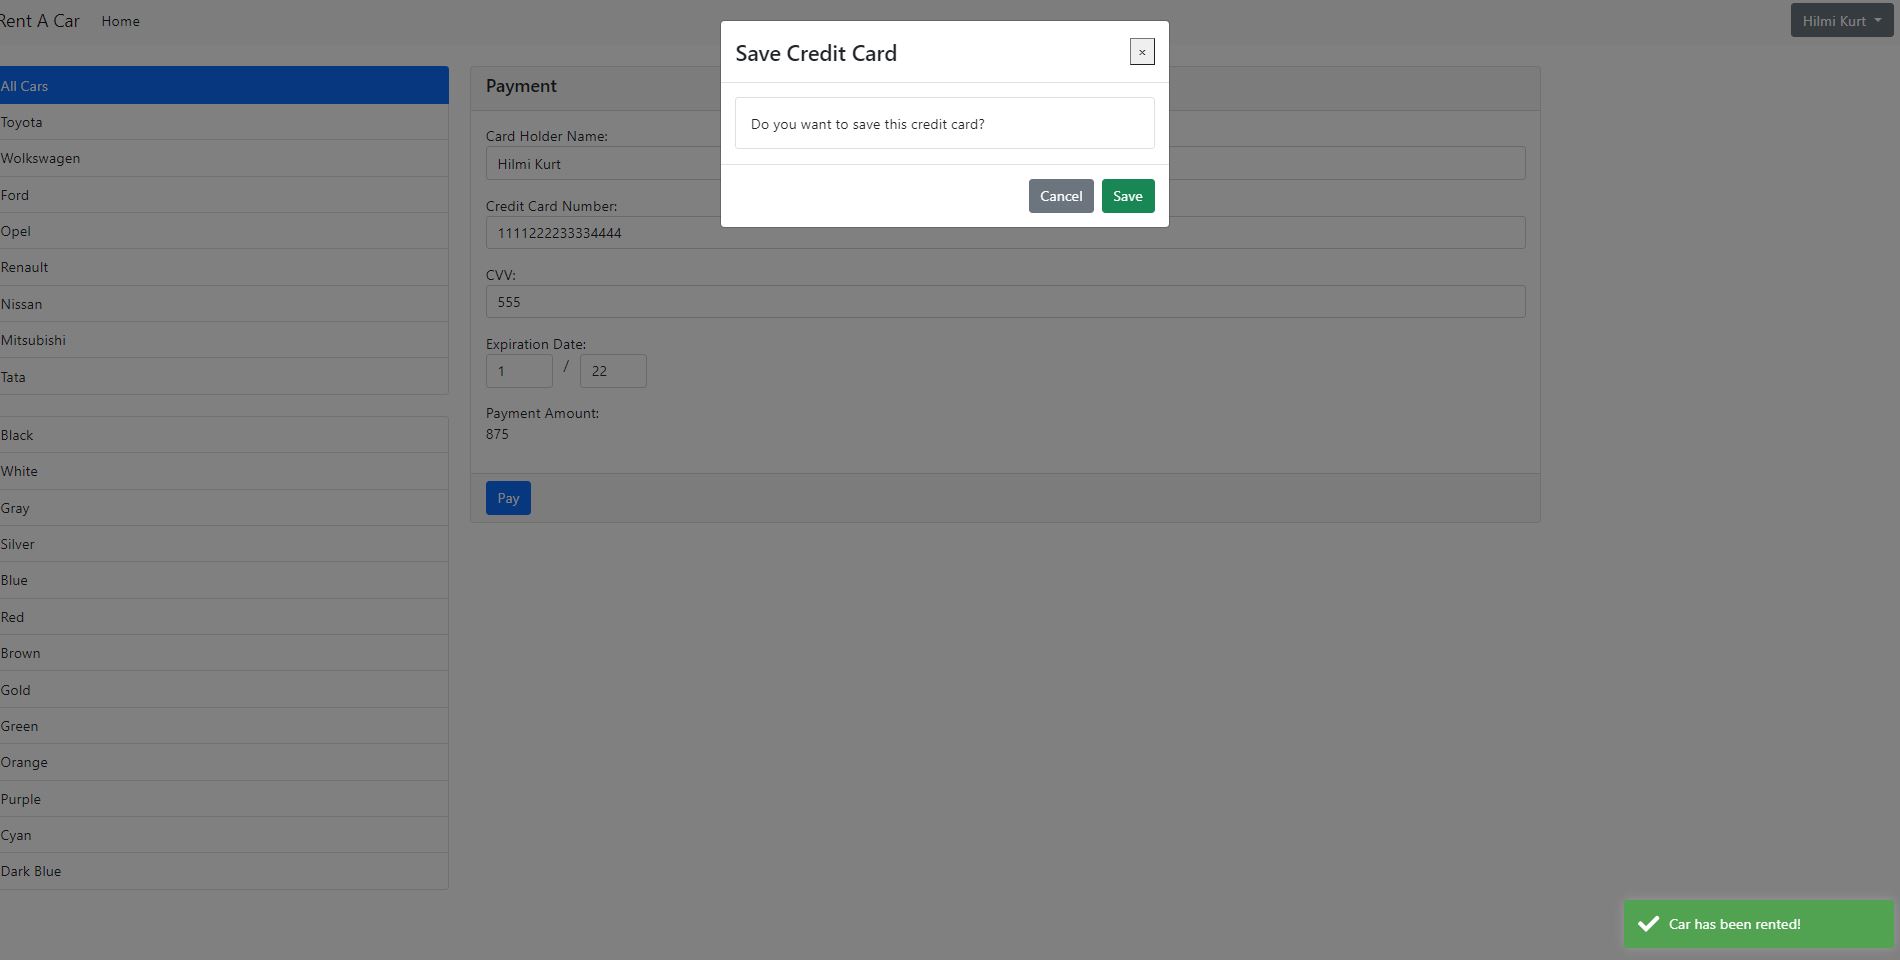 Rent A Car Home Hilmi Kurt
Save Credit Card ×
Do you want to save this credit card?
Cancel Save
All Cars
Toyota
Wolkswagen
Ford
Opel
Renault
Nissan
Mitsubishi
Tata
Black
White
Gray
Silver
Blue
Red
Brown
Gold
Green
Orange
Purple
Cyan
Dark Blue
Payment
Card Holder Name:
Hilmi Kurt
Credit Card Number:
1111222233334444
CVV:
555
Expiration Date:
1 / 22
Payment Amount:
875
Pay
Car has been rented!